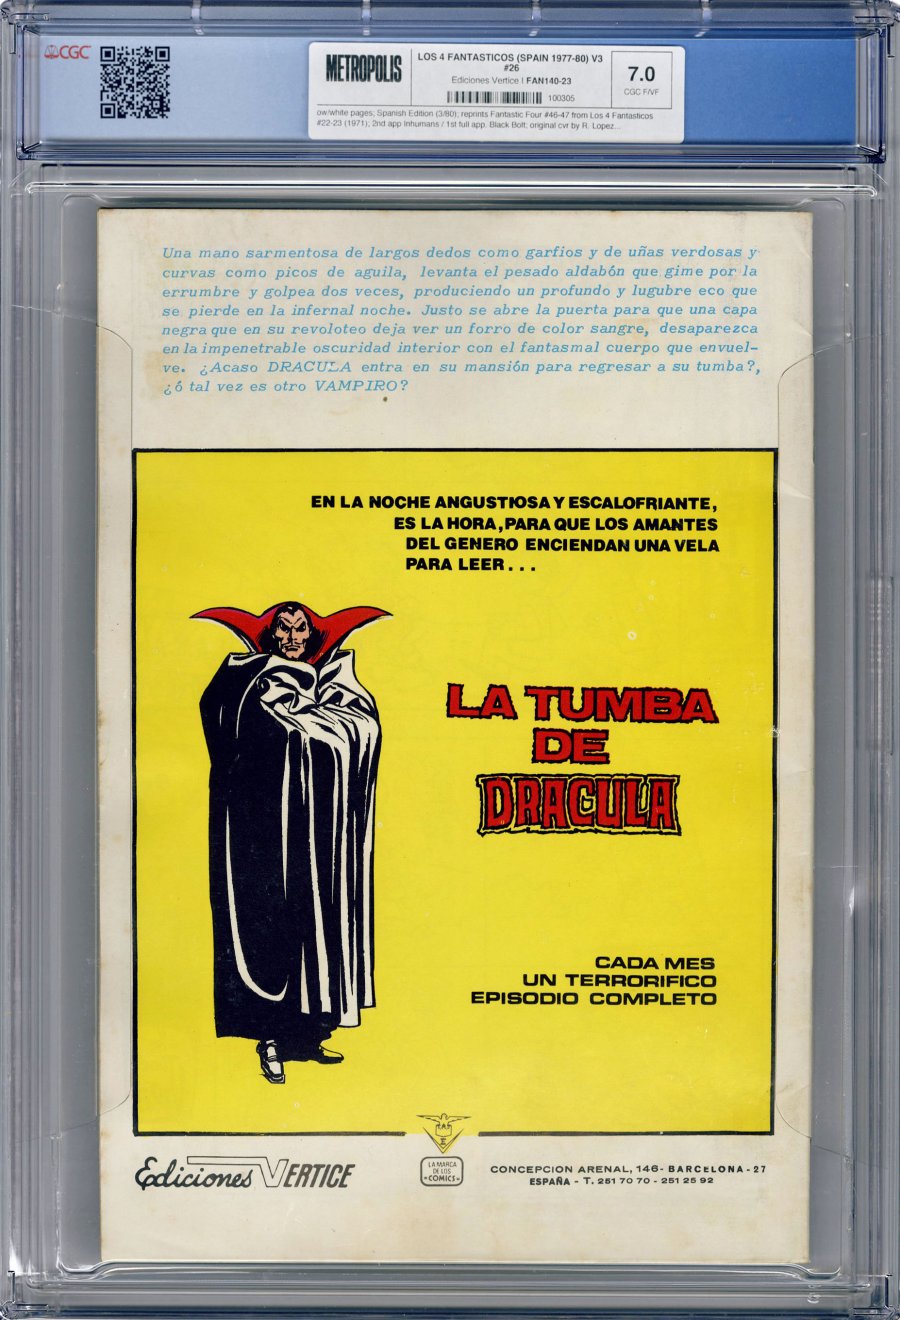 CGC
METROPOLIS
LOS 4 FANTASTICOS (SPAIN 1977-80) V3
#26
Ediciones Vertice | FAN140-23
100305
7.0
CGC F/VF
ow/white pages; Spanish Edition (3/80); reprints Fantastic Four #46-47 from Los 4 Fantasticos
#22-23 (1971); 2nd app Inhumans / 1st full app. Black Bolt; original cvr by R. Lopez...
Una mano sarmentosa de largos dedos como garfios y de uñas verdosas y
curvas como picos de aguila, levanta el pesado aldabón que gime por la
errumbre y golpea dos veces, produciendo un profundo y lugubre eco que
se pierde en la infernal noche. Justo se abre la puerta para que una capa
negra que en su revoloteo deja ver un forro de color sangre, desaparezca
en la impenetrable oscuridad interior con el fantasmal cuerpo que envuel-
ve. ¿Acaso DRACULA entra en su mansión para regresar a su tumba?,
¿ó tal vez es otro VAMPIRO?
EN LA NOCHE ANGUSTIOSA Y ESCALOFRIANTE,
ES LA HORA, PARA QUE LOS AMANTES
DEL GENERO ENCIENDAN UNA VELA
PARA LEER...
LA TUMBA
DE
DRACULA
CADA MES
UN TERRORIFICO
EPISODIO COMPLETO
Ediciones VERTICE
LA MARCA
DE LOS
COMICS
CONCEPCION ARENAL, 146 - BARCELONA - 27
ESPAÑA - T. 251 70 70 - 251 25 92